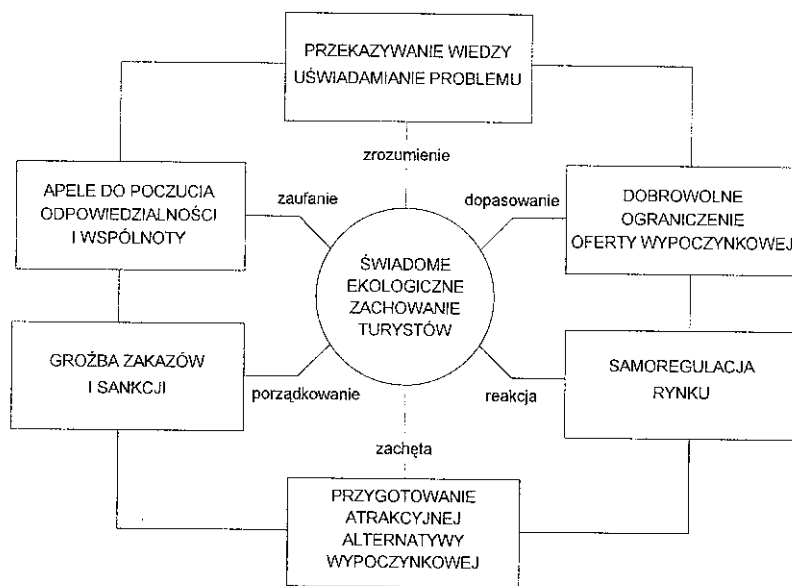 PRZEKAZYWANIE WIEDZY
UŚWIADAMIANIE PROBLEMU
zrozumienie
APELE DO POCZUCIA
ODPOWIEDZIALNOŚCI
I WSPÓLNOTY
zaufanie
dopasowanie
DOBROWOLNE
OGRANICZENIE
OFERTY WYPOCZYNKOWEJ
ŚWIADOME
EKOLOGICZNE
ZACHOWANIE
TURYSTÓW
GROŹBA ZAKAZÓW
I SANKCJI
porządkowanie
reakcja
SAMOREGULACJA
RYNKU
zachęta
PRZYGOTOWANIE
ATRAKCYJNEJ
ALTERNATYWY
WYPOCZYNKOWEJ